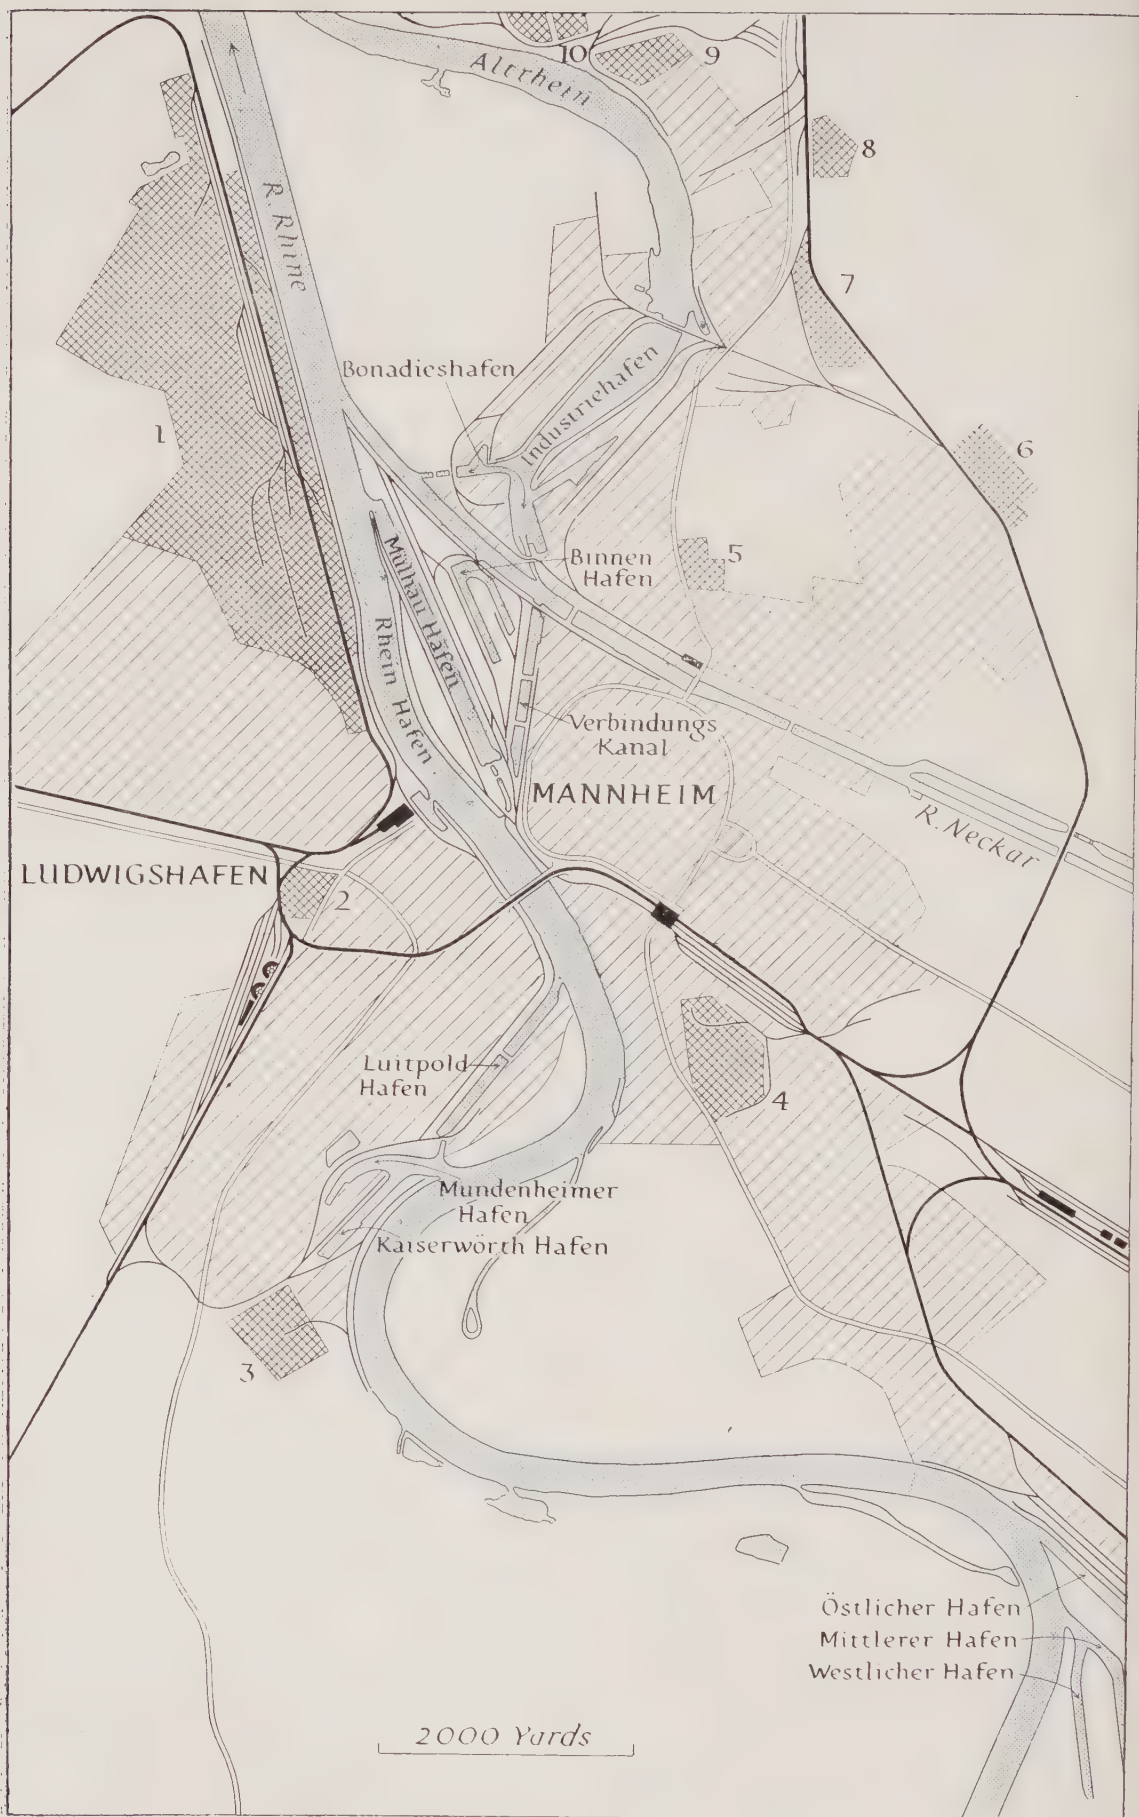 10
9
Altrhein
8
R. Rhine
7
Bonadieshafen
Industriehafen
1
6
5
Binnen
Hafen
Mülhau Häfen
Rhein Hafen
Verbindungs
Kanal
MANNHEIM
R. Neckar
LUDWIGSHAFEN
2
Luitpold
Hafen
4
Mundenheimer
Hafen
Kaiserwörth Hafen
3
Östlicher Hafen
Mittlerer Hafen
Westlicher Hafen
2000 Yards